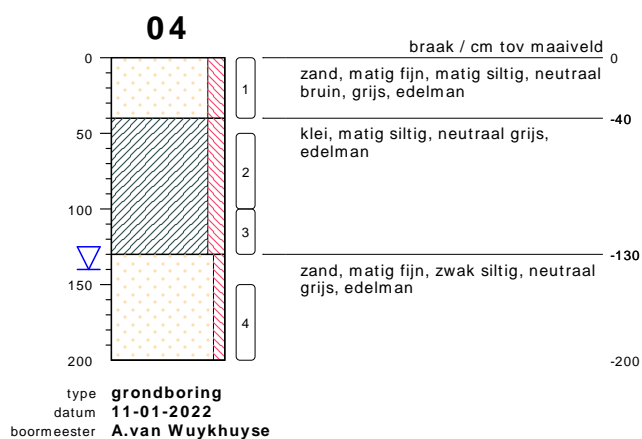 04
braak / cm tov maaiveld
0
0
zand, matig fijn, matig siltig, neutraal
bruin, grijs, edelman
1
-40
50
klei, matig siltig, neutraal grijs,
edelman
2
100
3
-130
zand, matig fijn, zwak siltig, neutraal
grijs, edelman
150
4
200
-200
type grondboring
datum 11-01-2022
boormeester A.van Wuykhuyse